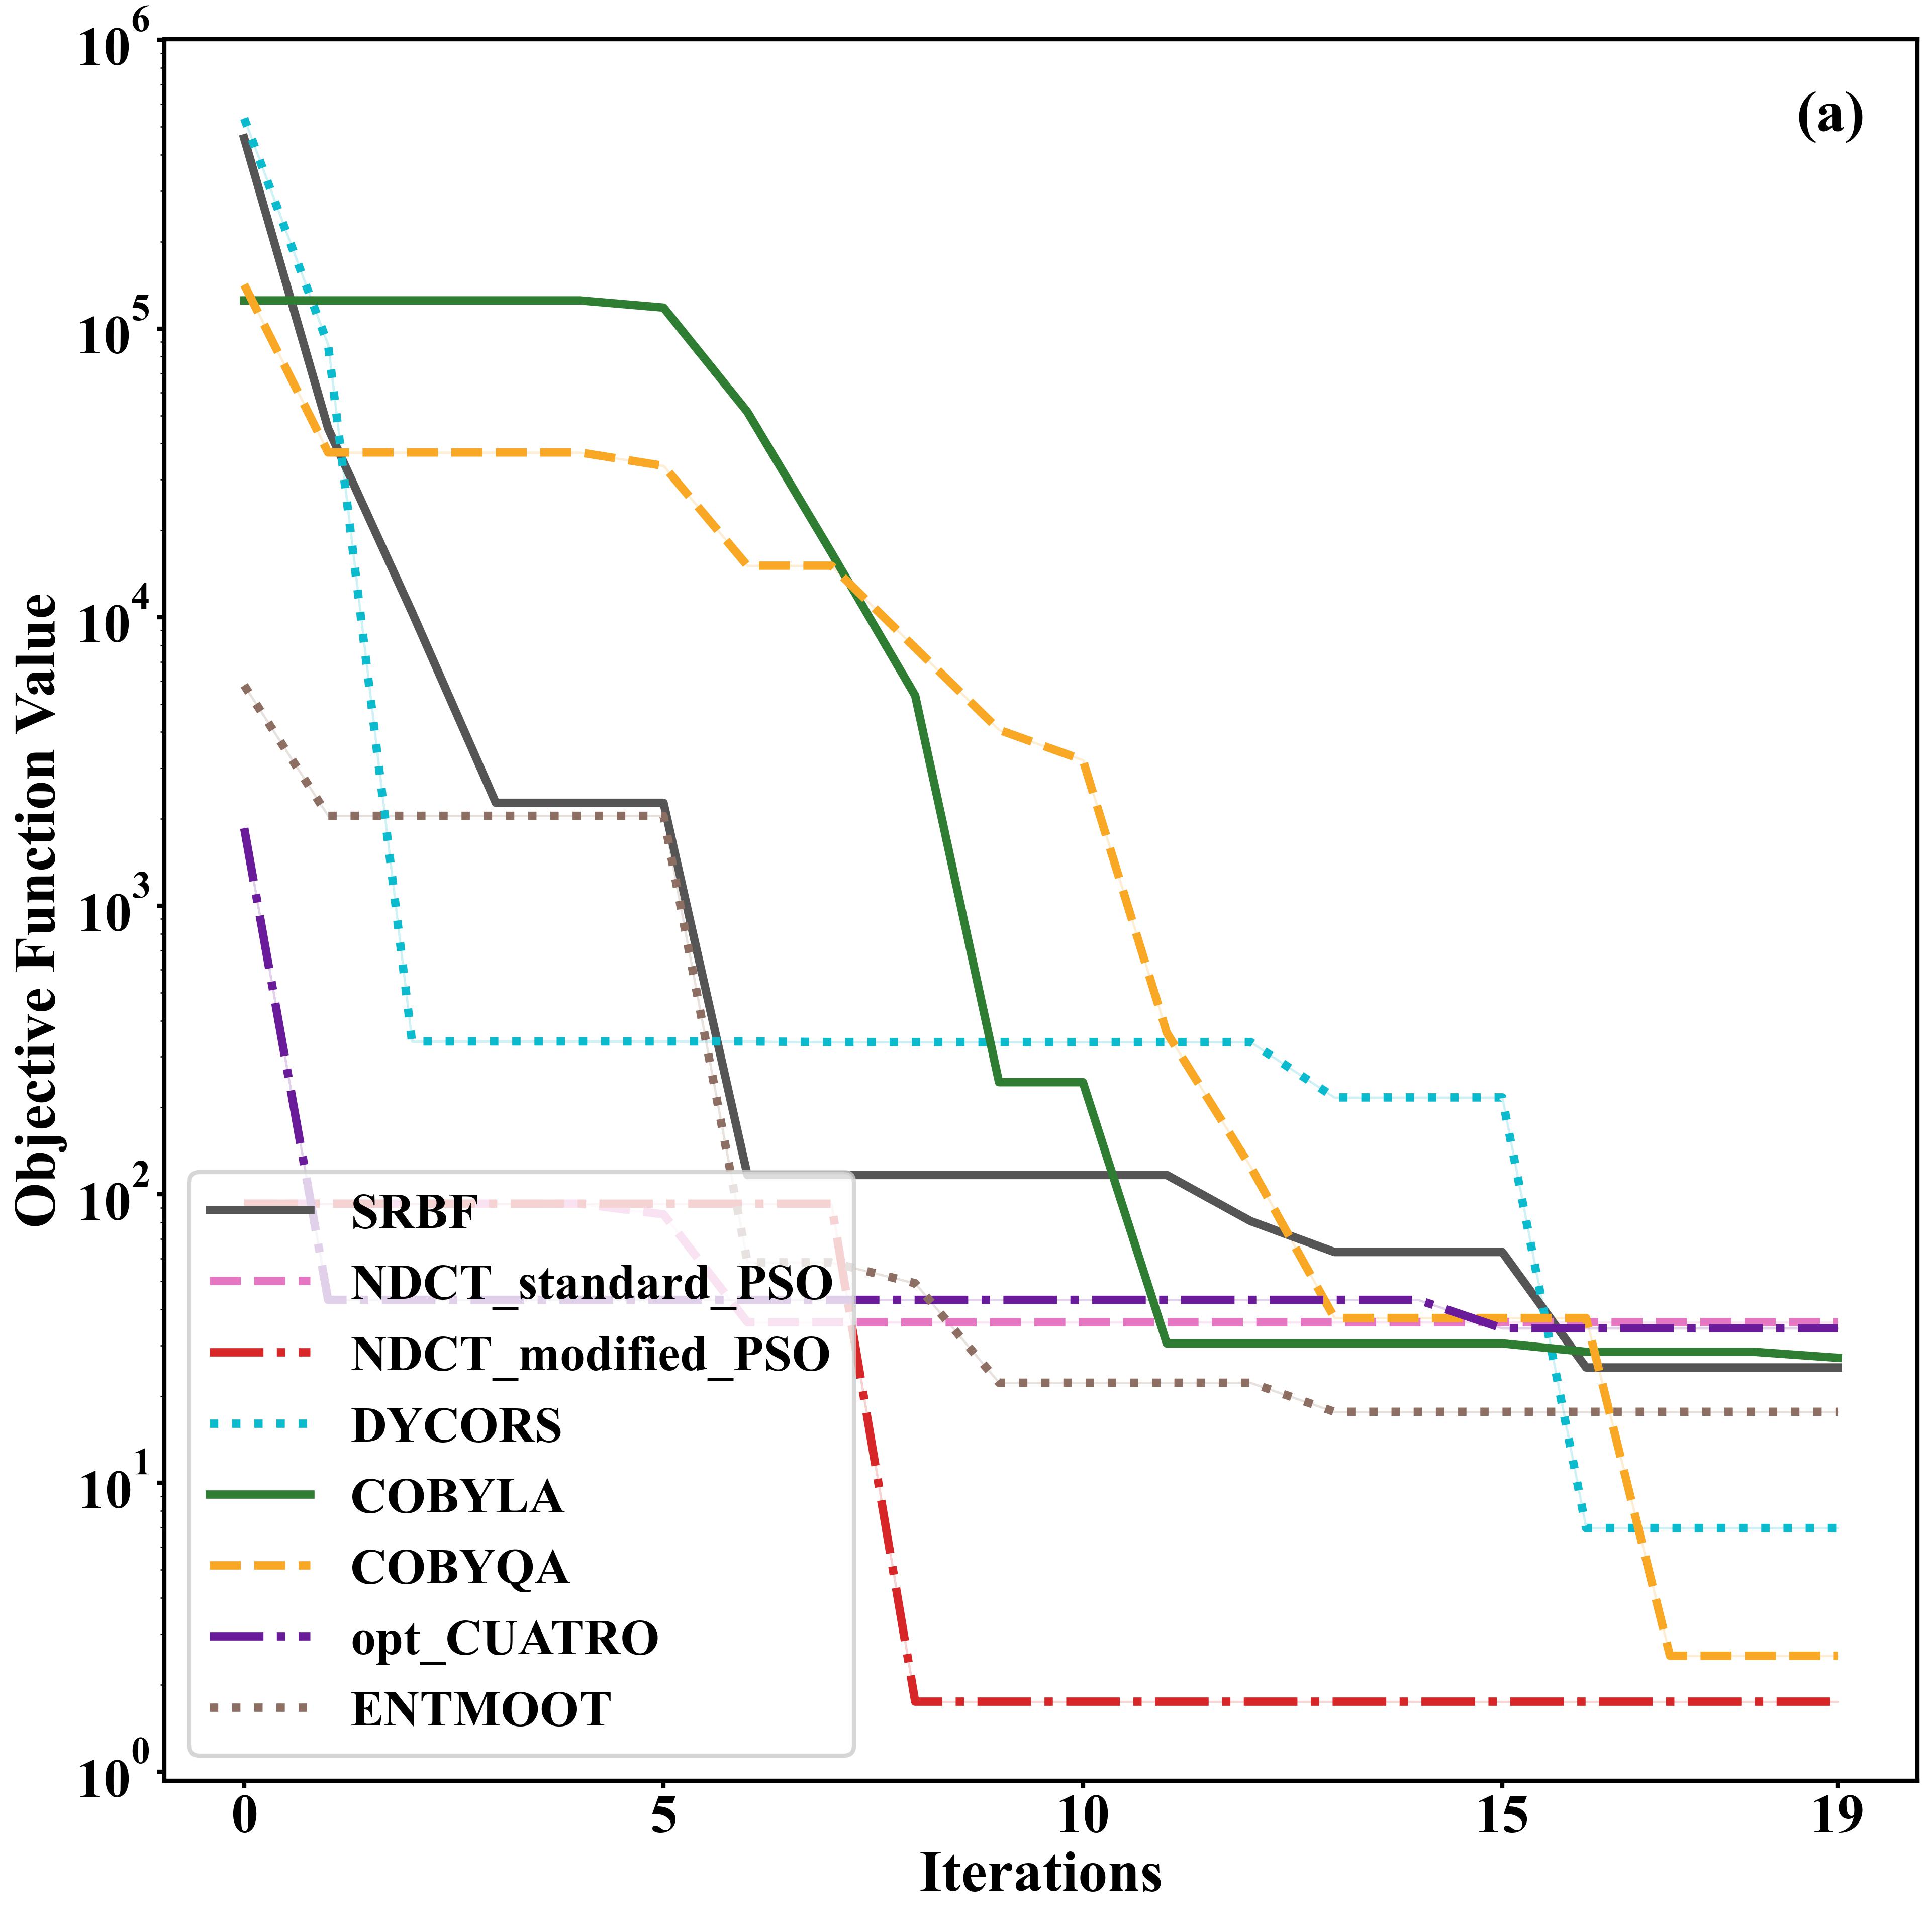 (a)
Objective Function Value
10^6
10^5
10^4
10^3
10^2
10^1
10^0
SRBF
NDCT_standard_PSO
NDCT_modified_PSO
DYCORS
COBYLA
COBYQA
opt_CUATRO
ENTMOOT
0 5 10 15 19
Iterations